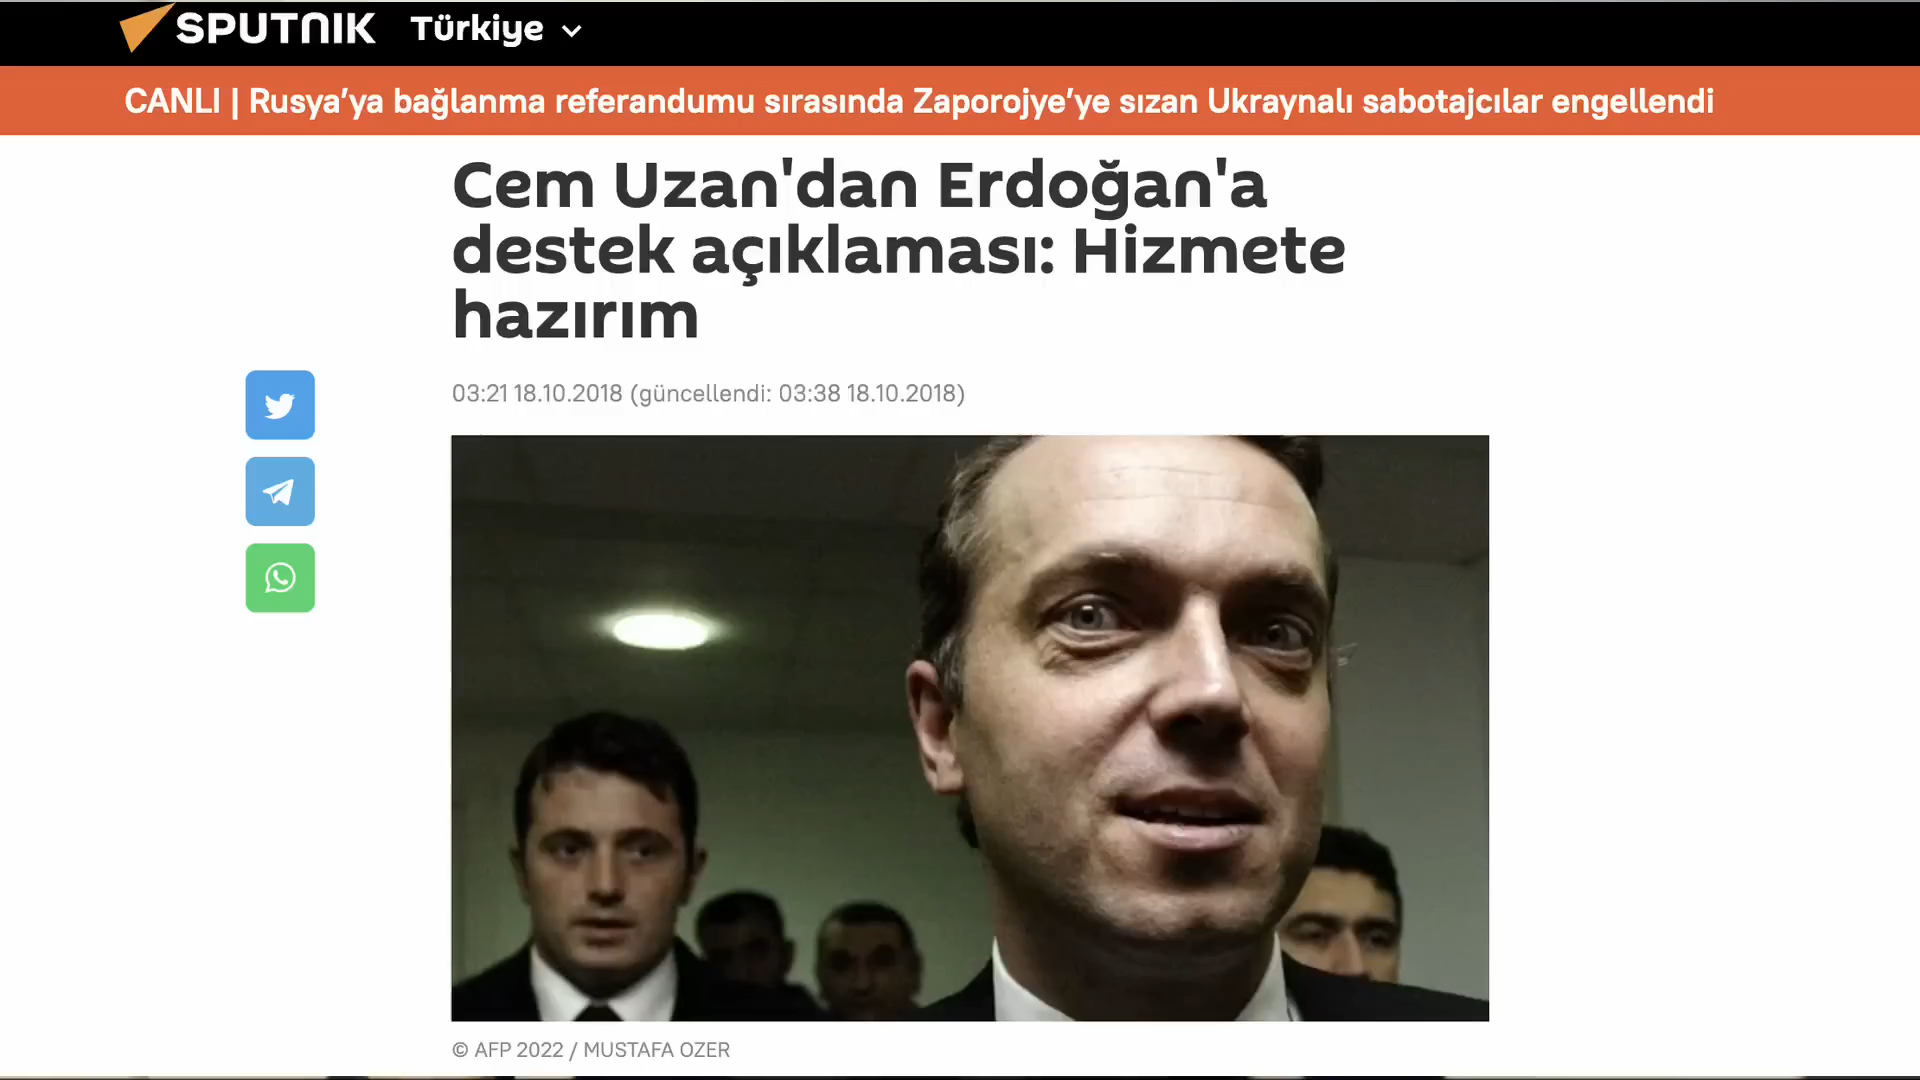 SPUTNIK Türkiye
CANLI | Rusya’ya bağlanma referandumu sırasında Zaporojye’ye sızan Ukraynalı sabotajcılar engellendi
Cem Uzan'dan Erdoğan'a
destek açıklaması: Hizmete
hazırım
03:21 18.10.2018 (güncellendi: 03:38 18.10.2018)
© AFP 2022 / MUSTAFA OZER